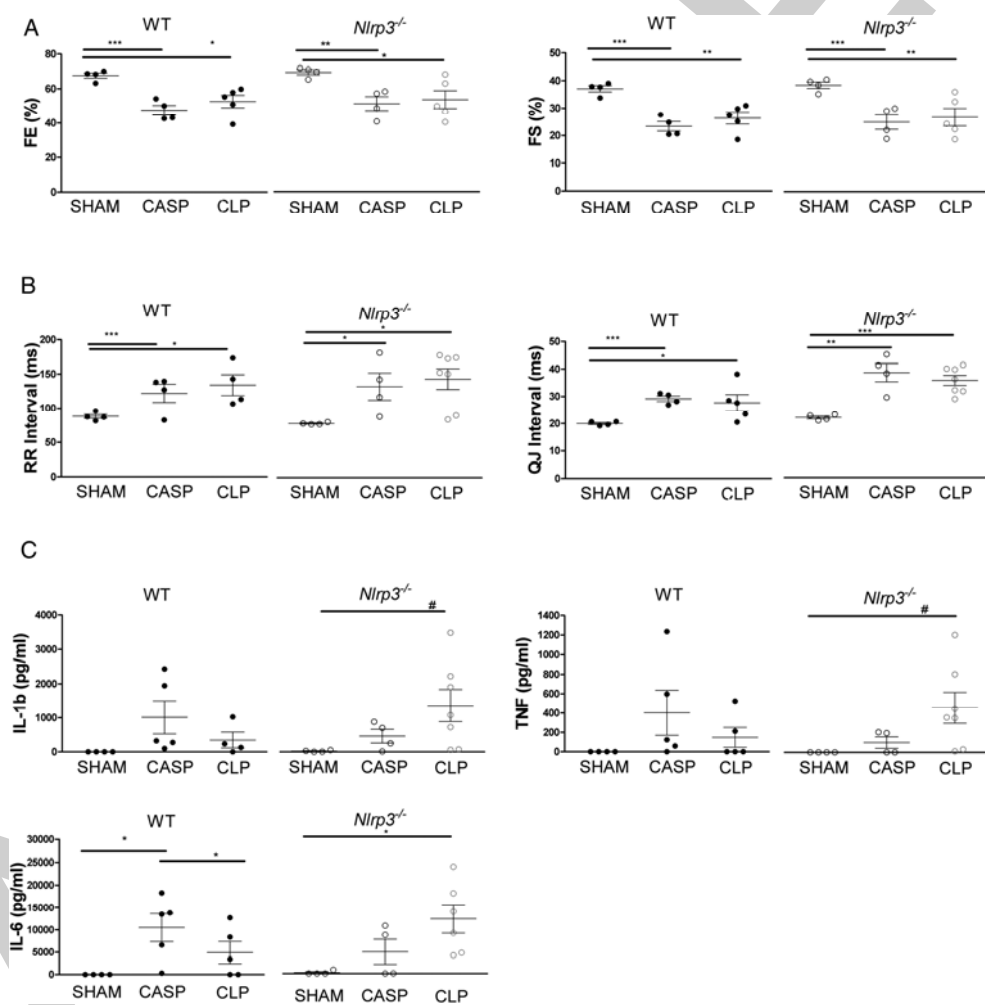 A
WT
Nlrp3-/-
*** *
** *
FE (%)
80
60
40
20
0
SHAM CASP CLP
SHAM CASP CLP
WT
Nlrp3-/-
*** **
*** **
FS (%)
50
40
30
20
10
0
SHAM CASP CLP
SHAM CASP CLP
B
WT
Nlrp3-/-
*** *
* *
RR Interval (ms)
200
150
100
50
0
SHAM CASP CLP
SHAM CASP CLP
WT
Nlrp3-/-
*** *
*** **
QJ Interval (ms)
50
40
30
20
10
0
SHAM CASP CLP
SHAM CASP CLP
C
WT
Nlrp3-/-
#
IL-1b (pg/ml)
4000
3000
2000
1000
0
SHAM CASP CLP
SHAM CASP CLP
WT
Nlrp3-/-
#
TNF (pg/ml)
1400
1200
1000
800
600
400
200
0
SHAM CASP CLP
SHAM CASP CLP
WT
Nlrp3-/-
* *
*
IL-6 (pg/ml)
30000
25000
20000
15000
10000
5000
0
SHAM CASP CLP
SHAM CASP CLP